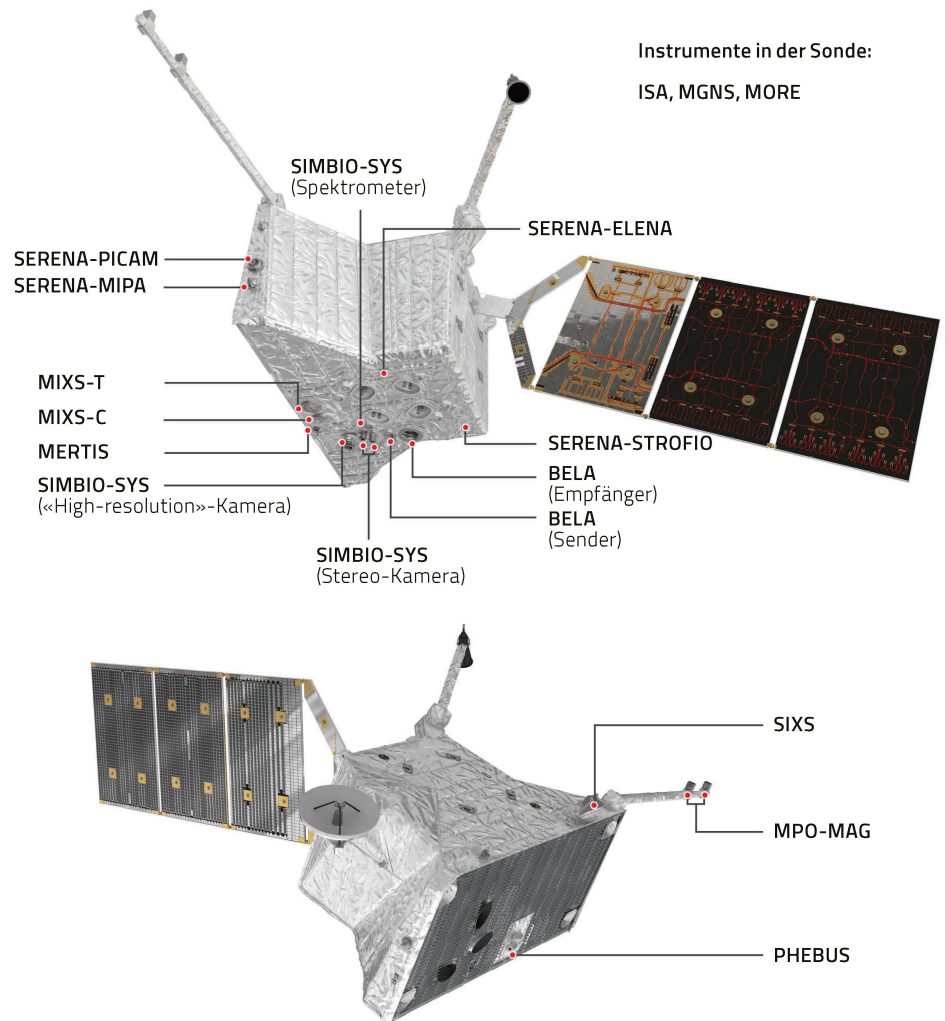 Instrumente in der Sonde:
ISA, MGNS, MORE
SIMBIO-SYS
(Spektrometer)
SERENA-ELENA
SERENA-PICAM
SERENA-MIPA
MIXS-T
MIXS-C
MERTIS
SIMBIO-SYS
(«High-resolution»-Kamera)
SERENA-STROFIO
BELA
(Empfänger)
BELA
(Sender)
SIMBIO-SYS
(Stereo-Kamera)
SIXS
MPO-MAG
PHEBUS